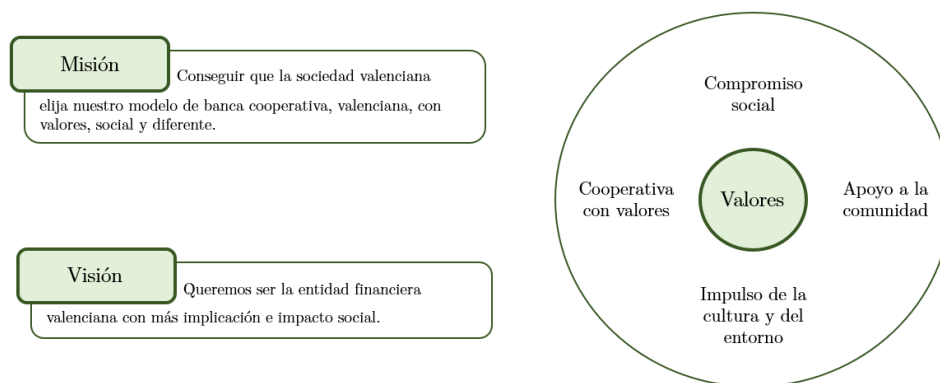 Misión
Conseguir que la sociedad valenciana
elija nuestro modelo de banca cooperativa, valenciana, con
valores, social y diferente.
Visión
Queremos ser la entidad financiera
valenciana con más implicación e impacto social.
Compromiso
social
Cooperativa
con valores
Valores
Apoyo a la
comunidad
Impulso de la
cultura y del
entorno